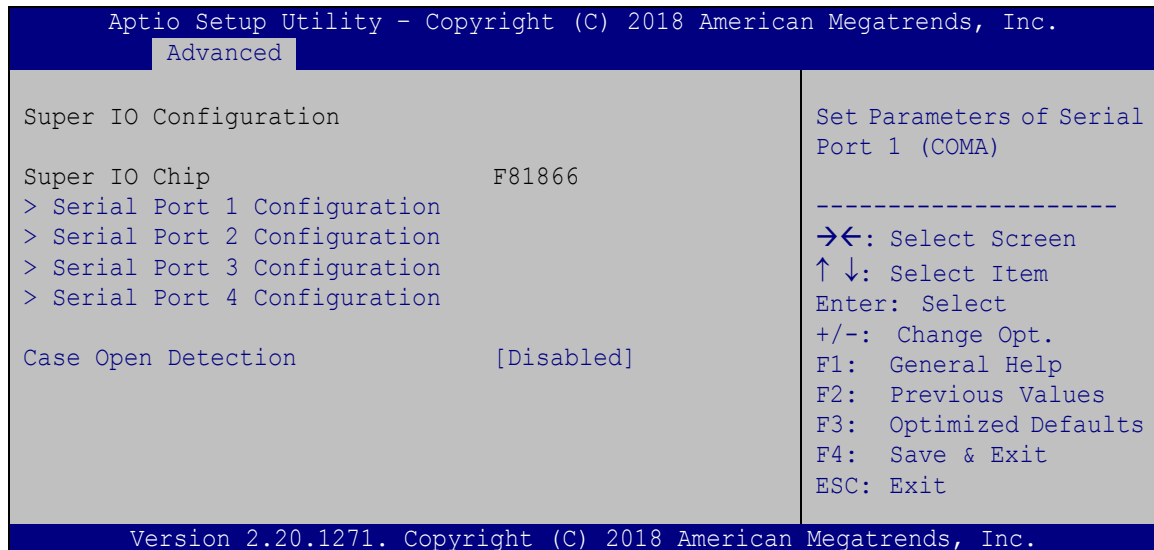 Aptio Setup Utility – Copyright (C) 2018 American Megatrends, Inc.
Advanced
Super IO Configuration
Super IO Chip F81866
> Serial Port 1 Configuration
> Serial Port 2 Configuration
> Serial Port 3 Configuration
> Serial Port 4 Configuration
Case Open Detection [Disabled]
Set Parameters of Serial
Port 1 (COMA)
---------------------
→←: Select Screen
↑ ↓: Select Item
Enter: Select
+/-: Change Opt.
F1: General Help
F2: Previous Values
F3: Optimized Defaults
F4: Save & Exit
ESC: Exit
Version 2.20.1271. Copyright (C) 2018 American Megatrends, Inc.